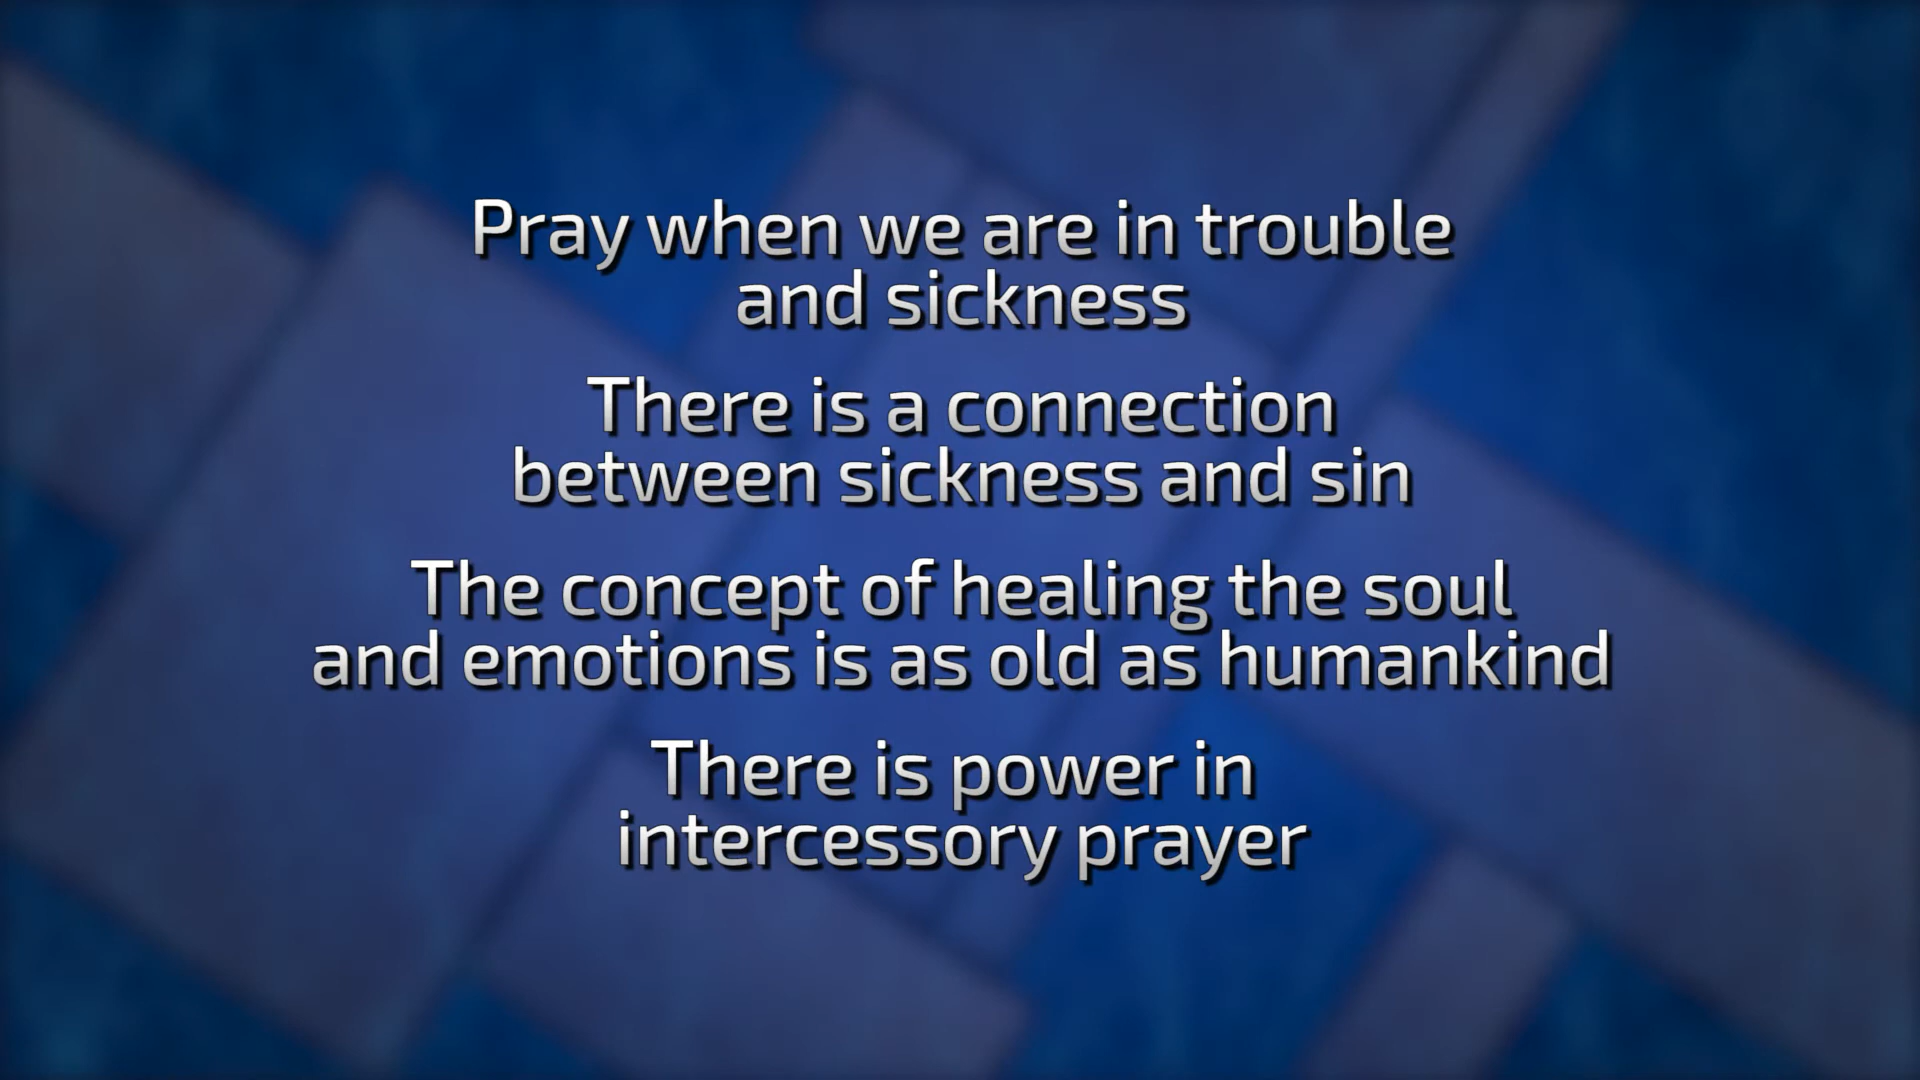 Pray when we are in trouble
and sickness
There is a connection
between sickness and sin
The concept of healing the soul
and emotions is as old as humankind
There is power in
intercessory prayer